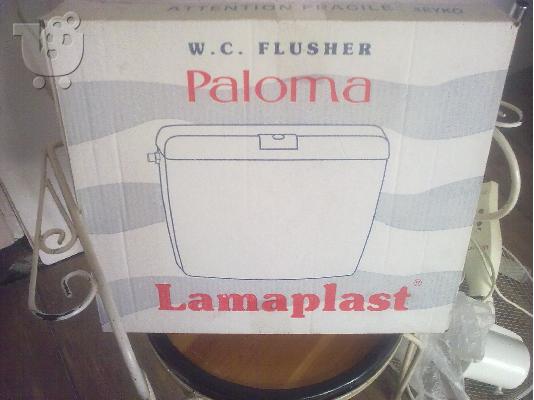 ATTENTION FRAGILE
W.C. FLUSHER
Paloma
Lamaplast®